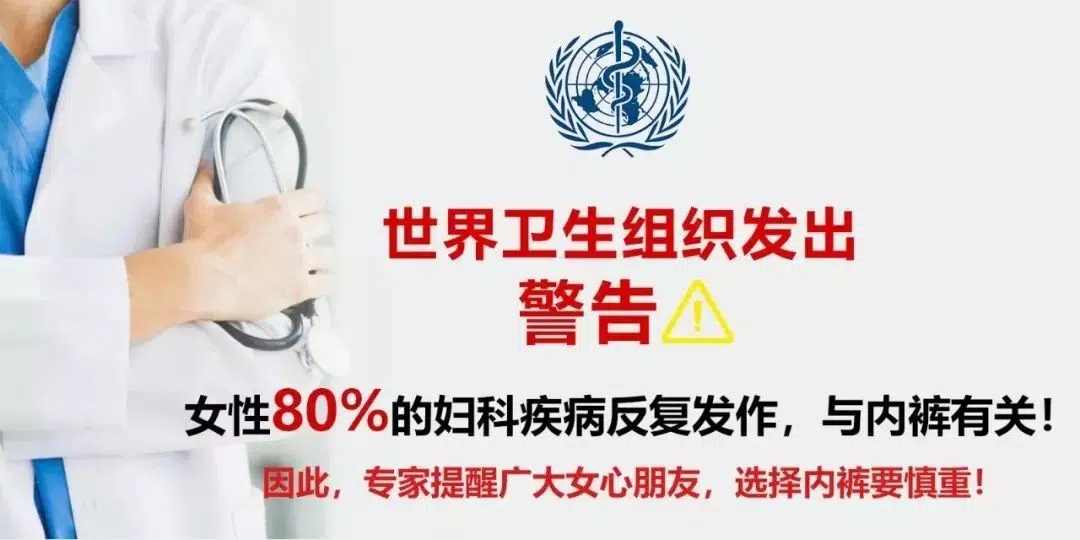 世界卫生组织发出
警告
女性80%的妇科疾病反复发作，与内裤有关！
因此，专家提醒广大女心朋友，选择内裤要慎重！